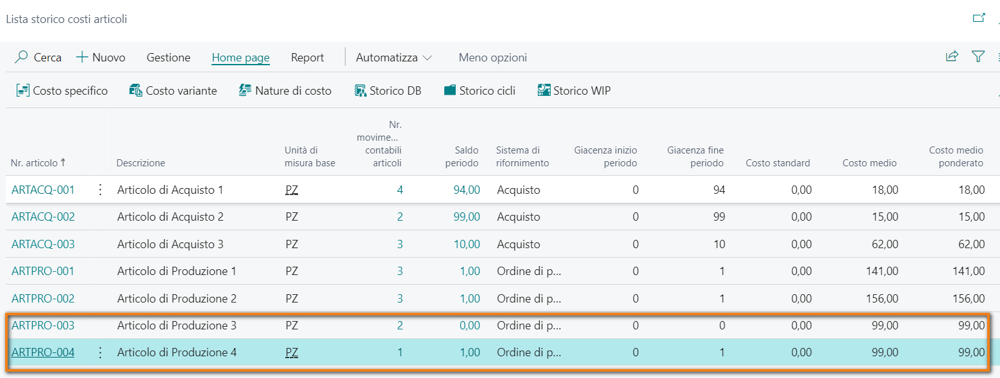 Lista storico costi articoli
Cerca Nuovo Gestione Home page Report Automatizza Meno opzioni
Costo specifico Costo variante Nature di costo Storico DB Storico cicli Storico WIP
Nr. articolo Descrizione Unità di misura base Nr. movime... contabili articoli Saldo periodo Sistema di rifornimento Giacenza inizio periodo Giacenza fine periodo Costo standard Costo medio Costo medio ponderato
ARTACQ-001 Articolo di Acquisto 1 PZ 4 94,00 Acquisto 0 94 0,00 18,00 18,00
ARTACQ-002 Articolo di Acquisto 2 PZ 2 99,00 Acquisto 0 99 0,00 15,00 15,00
ARTACQ-003 Articolo di Acquisto 3 PZ 3 10,00 Acquisto 0 10 0,00 62,00 62,00
ARTPRO-001 Articolo di Produzione 1 PZ 3 1,00 Ordine di p... 0 1 0,00 141,00 141,00
ARTPRO-002 Articolo di Produzione 2 PZ 3 1,00 Ordine di p... 0 1 0,00 156,00 156,00
ARTPRO-003 Articolo di Produzione 3 PZ 2 0,00 Ordine di p... 0 0 0,00 99,00 99,00
ARTPRO-004 Articolo di Produzione 4 PZ 1 1,00 Ordine di p... 0 1 0,00 99,00 99,00